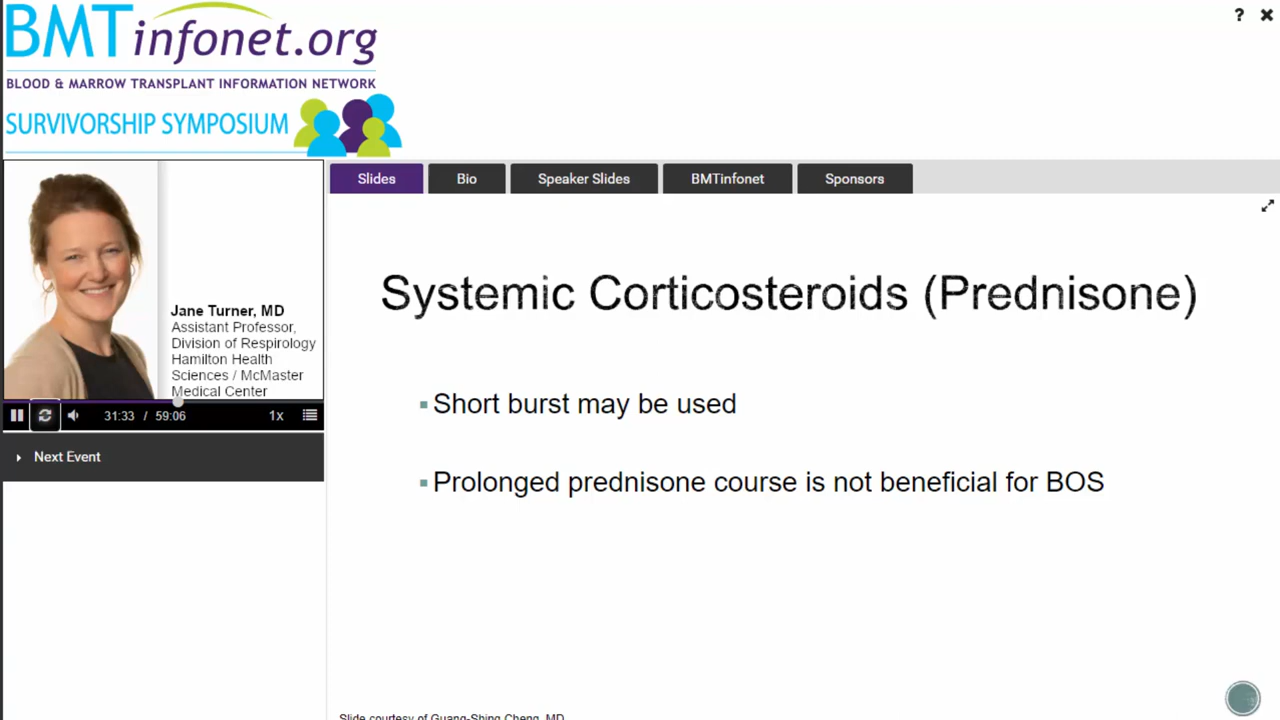 BMTinfonet.org
BLOOD & MARROW TRANSPLANT INFORMATION NETWORK
SURVIVORSHIP SYMPOSIUM
? ×
Slides Bio Speaker Slides BMTinfonet Sponsors
Jane Turner, MD
Assistant Professor,
Division of Respirology
Hamilton Health
Sciences / McMaster
Medical Center
31:33 / 59:06 1x
Next Event
Systemic Corticosteroids (Prednisone)
▪ Short burst may be used
▪ Prolonged prednisone course is not beneficial for BOS
Slide courtesy of Guang-Shing Cheng, MD